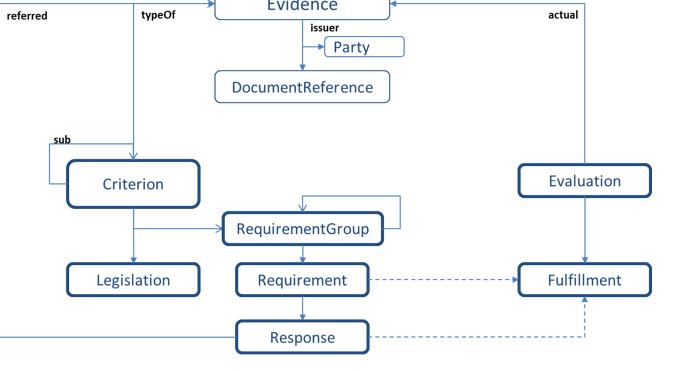 Evidence
referred
typeOf
actual
issuer
Party
DocumentReference
sub
Criterion
Evaluation
RequirementGroup
Legislation
Requirement
Fulfillment
Response